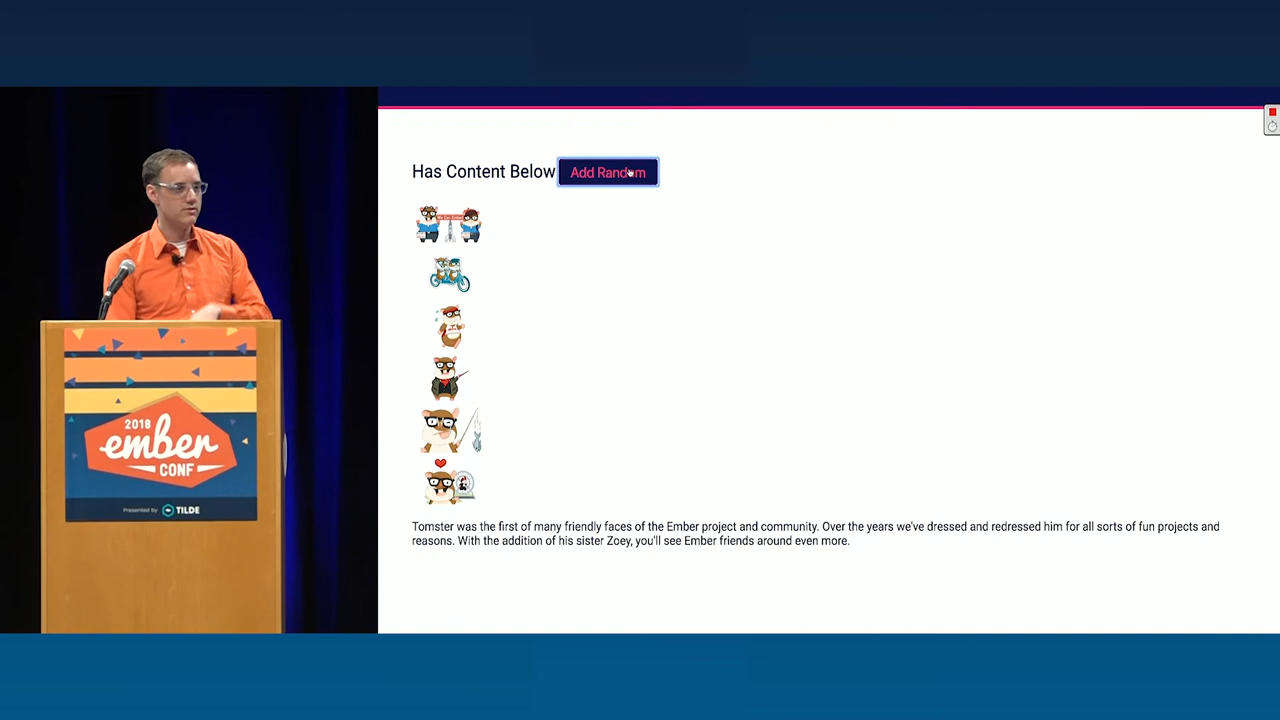 Has Content Below Add Random
Tomster was the first of many friendly faces of the Ember project and community. Over the years we've dressed and redressed him for all sorts of fun projects and
reasons. With the addition of his sister Zoey, you'll see Ember friends around even more.
2018
ember
CONF
Presented by TILDE